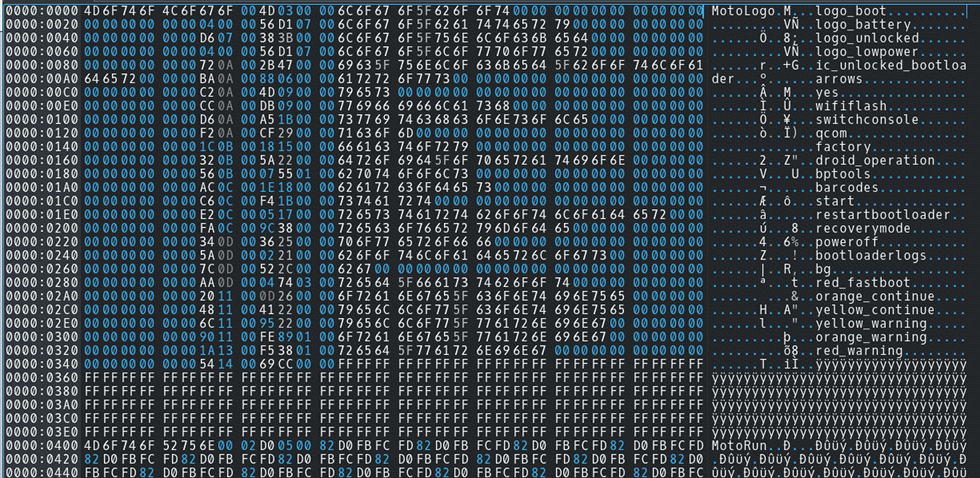 0000:0000 4D6F746F 4C6F676F 004D0300 006C6F67 6F5F626F 6F740000 00000000 00000000 MotoLogo.M...logo_boot..........
0000:0020 00000000 00000400 0056D107 006C6F67 6F5F6261 74746572 79000000 00000000 .........VÑ..logo_battery.......
0000:0040 00000000 0000D607 00383B00 006C6F67 6F5F756E 6C6F636B 65640000 00000000 ......Ö..8;..logo_unlocked......
0000:0060 00000000 00000400 0056D107 006C6F67 6F5F6C6F 77706F77 65720000 00000000 .........VÑ..logo_lowpower......
0000:0080 00000000 0000720A 002B4700 0069635F 756E6C6F 636B6564 5F626F6F 746C6F61 ......r..+G..ic_unlocked_bootloa
0000:00A0 64657200 0000BA0A 00880600 00617272 6F777300 00000000 00000000 00000000 der...º......arrows.............
0000:00C0 00000000 0000C20A 004D0900 00796573 00000000 00000000 00000000 00000000 ......Â..M...yes................
0000:00E0 00000000 0000CC0A 00DB0900 00776966 69666C61 73680000 00000000 00000000 ......Ì..Û...wififlash..........
0000:0100 00000000 0000D60A 00A51B00 00737769 74636863 6F6E736F 6C650000 00000000 ......Ö..¥...switchconsole......
0000:0120 00000000 0000F20A 00CF2900 0071636F 6D000000 00000000 00000000 00000000 ......ò..Ï)..qcom...............
0000:0140 00000000 00001C0B 00181500 00666163 746F7279 00000000 00000000 00000000 .............factory............
0000:0160 00000000 0000320B 005A2200 0064726F 69645F6F 70657261 74696F6E 00000000 ......2..Z"..droid_operation....
0000:0180 00000000 0000560B 00075501 00627074 6F6F6C73 00000000 00000000 00000000 ......V...U..bptools............
0000:01A0 00000000 0000AC0C 001E1800 00626172 636F6465 73000000 00000000 00000000 ......¬......barcodes...........
0000:01C0 00000000 0000C60C 00F41B00 00737461 72740000 00000000 00000000 00000000 ......Æ..ô...start..............
0000:01E0 00000000 0000E20C 00051700 00726573 74617274 626F6F74 6C6F6164 65720000 ......â......restartbootloader..
0000:0200 00000000 0000FA0C 009C3800 00726563 6F766572 796D6F64 65000000 00000000 ......ú...8..recoverymode.......
0000:0220 00000000 0000340D 00362500 00706F77 65726F66 66000000 00000000 00000000 ......4..6%..poweroff...........
0000:0240 00000000 00005A0D 00022100 00626F6F 746C6F61 6465726C 6F677300 00000000 ......Z...!..bootloaderlogs.....
0000:0260 00000000 00007C0D 00522C00 00626700 00000000 00000000 00000000 00000000 ......|..R,..bg.................
0000:0280 00000000 0000AA0D 00047403 00726564 5F666173 74626F6F 74000000 00000000 ......ª...t..red_fastboot.......
0000:02A0 00000000 00002011 000D2600 006F7261 6E67655F 636F6E74 696E7565 00000000 ...... ...&..orange_continue....
0000:02C0 00000000 00004811 00412200 0079656C 6C6F775F 636F6E74 696E7565 00000000 ......H..A"..yellow_continue....
0000:02E0 00000000 00006C11 00952200 0079656C 6C6F775F 7761726E 696E6700 00000000 ......l..."..yellow_warning.....
0000:0300 00000000 00009011 00FE8901 006F7261 6E67655F 7761726E 696E6700 00000000 .........þ...orange_warning.....
0000:0320 00000000 00001A13 00F53801 00726564 5F776172 6E696E67 00000000 00000000 .........õ8..red_warning........
0000:0340 00000000 00005414 0069CC00 00FFFFFF FFFFFFFF FFFFFFFF FFFFFFFF FFFFFFFF ......T..iÌ..ÿÿÿÿÿÿÿÿÿÿÿÿÿÿÿÿÿÿÿ
0000:0360 FFFFFFFF FFFFFFFF FFFFFFFF FFFFFFFF FFFFFFFF FFFFFFFF FFFFFFFF FFFFFFFF ÿÿÿÿÿÿÿÿÿÿÿÿÿÿÿÿÿÿÿÿÿÿÿÿÿÿÿÿÿÿÿÿ
0000:0380 FFFFFFFF FFFFFFFF FFFFFFFF FFFFFFFF FFFFFFFF FFFFFFFF FFFFFFFF FFFFFFFF ÿÿÿÿÿÿÿÿÿÿÿÿÿÿÿÿÿÿÿÿÿÿÿÿÿÿÿÿÿÿÿÿ
0000:03A0 FFFFFFFF FFFFFFFF FFFFFFFF FFFFFFFF FFFFFFFF FFFFFFFF FFFFFFFF FFFFFFFF ÿÿÿÿÿÿÿÿÿÿÿÿÿÿÿÿÿÿÿÿÿÿÿÿÿÿÿÿÿÿÿÿ
0000:03C0 FFFFFFFF FFFFFFFF FFFFFFFF FFFFFFFF FFFFFFFF FFFFFFFF FFFFFFFF FFFFFFFF ÿÿÿÿÿÿÿÿÿÿÿÿÿÿÿÿÿÿÿÿÿÿÿÿÿÿÿÿÿÿÿÿ
0000:03E0 FFFFFFFF FFFFFFFF FFFFFFFF FFFFFFFF FFFFFFFF FFFFFFFF FFFFFFFF FFFFFFFF ÿÿÿÿÿÿÿÿÿÿÿÿÿÿÿÿÿÿÿÿÿÿÿÿÿÿÿÿÿÿÿÿ
0000:0400 4D6F746F 52756E00 02D00500 82D0FBFC FD82D0FB FCFD82D0 FBFCFD82 D0FBFCFD MotoRun..Ð...Ðûüý.Ðûüý.Ðûüý.Ðûüý
0000:0420 82D0FBFC FD82D0FB FCFD82D0 FBFCFD82 D0FBFCFD 82D0FBFC FD82D0FB FCFD82D0 .Ðûüý.Ðûüý.Ðûüý.Ðûüý.Ðûüý.Ðûüý.Ð
0000:0440 FBFCFD82 D0FBFCFD 82D0FBFC FD82D0FB FCFD82D0 FBFCFD82 D0FBFCFD 82D0FBFC ûüý.Ðûüý.Ðûüý.Ðûüý.Ðûüý.Ðûüý.Ðûü